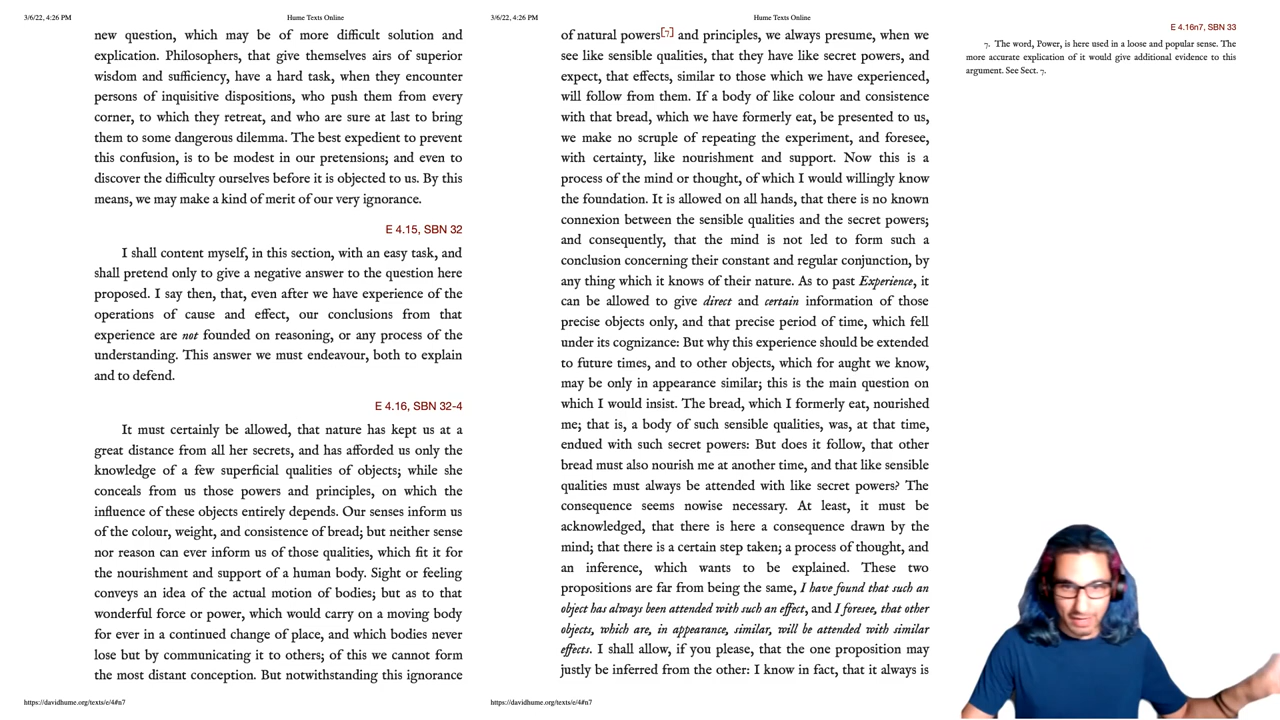 3/6/22, 4:26 PM
Hume Texts Online
new question, which may be of more difficult solution and
explication. Philosophers, that give themselves airs of superior
wisdom and sufficiency, have a hard task, when they encounter
persons of inquisitive dispositions, who push them from every
corner, to which they retreat, and who are sure at last to bring
them to some dangerous dilemma. The best expedient to prevent
this confusion, is to be modest in our pretensions; and even to
discover the difficulty ourselves before it is objected to us. By this
means, we may make a kind of merit of our very ignorance.
E 4.15, SBN 32
I shall content myself, in this section, with an easy task, and
shall pretend only to give a negative answer to the question here
proposed. I say then, that, even after we have experience of the
operations of cause and effect, our conclusions from that
experience are not founded on reasoning, or any process of the
understanding. This answer we must endeavour, both to explain
and to defend.
E 4.16, SBN 32-4
It must certainly be allowed, that nature has kept us at a
great distance from all her secrets, and has afforded us only the
knowledge of a few superficial qualities of objects; while she
conceals from us those powers and principles, on which the
influence of these objects entirely depends. Our senses inform us
of the colour, weight, and consistence of bread; but neither sense
nor reason can ever inform us of those qualities, which fit it for
the nourishment and support of a human body. Sight or feeling
conveys an idea of the actual motion of bodies; but as to that
wonderful force or power, which would carry on a moving body
for ever in a continued change of place, and which bodies never
lose but by communicating it to others; of this we cannot form
the most distant conception. But notwithstanding this ignorance
https://davidhume.org/texts/e/4#n7
3/6/22, 4:26 PM
Hume Texts Online
of natural powers[7] and principles, we always presume, when we
see like sensible qualities, that they have like secret powers, and
expect, that effects, similar to those which we have experienced,
will follow from them. If a body of like colour and consistence
with that bread, which we have formerly eat, be presented to us,
we make no scruple of repeating the experiment, and foresee,
with certainty, like nourishment and support. Now this is a
process of the mind or thought, of which I would willingly know
the foundation. It is allowed on all hands, that there is no known
connexion between the sensible qualities and the secret powers;
and consequently, that the mind is not led to form such a
conclusion concerning their constant and regular conjunction, by
any thing which it knows of their nature. As to past Experience, it
can be allowed to give direct and certain information of those
precise objects only, and that precise period of time, which fell
under its cognizance: But why this experience should be extended
to future times, and to other objects, which for aught we know,
may be only in appearance similar; this is the main question on
which I would insist. The bread, which I formerly eat, nourished
me; that is, a body of such sensible qualities, was, at that time,
endued with such secret powers: But does it follow, that other
bread must also nourish me at another time, and that like sensible
qualities must always be attended with like secret powers? The
consequence seems nowise necessary. At least, it must be
acknowledged, that there is here a consequence drawn by the
mind; that there is a certain step taken; a process of thought, and
an inference, which wants to be explained. These two
propositions are far from being the same, I have found that such an
object has always been attended with such an effect, and I foresee, that other
objects, which are, in appearance, similar, will be attended with similar
effects. I shall allow, if you please, that the one proposition may
justly be inferred from the other: I know in fact, that it always is
https://davidhume.org/texts/e/4#n7
E 4.16n7, SBN 33
7. The word, Power, is here used in a loose and popular sense. The
more accurate explication of it would give additional evidence to this
argument. See Sect. 7.